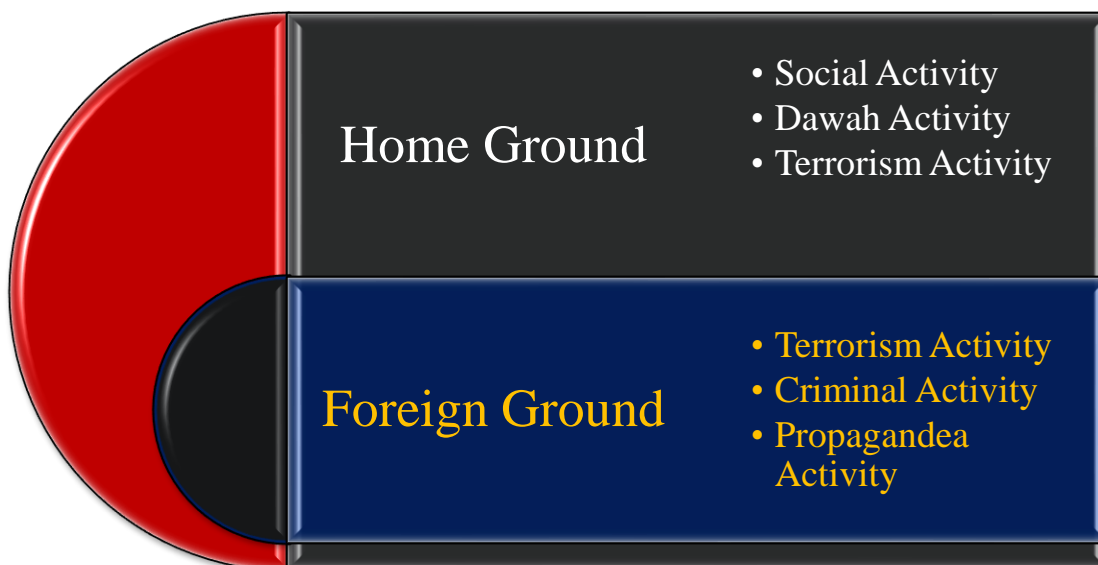 Home Ground
• Social Activity
• Dawah Activity
• Terrorism Activity
Foreign Ground
• Terrorism Activity
• Criminal Activity
• Propagandea
Activity